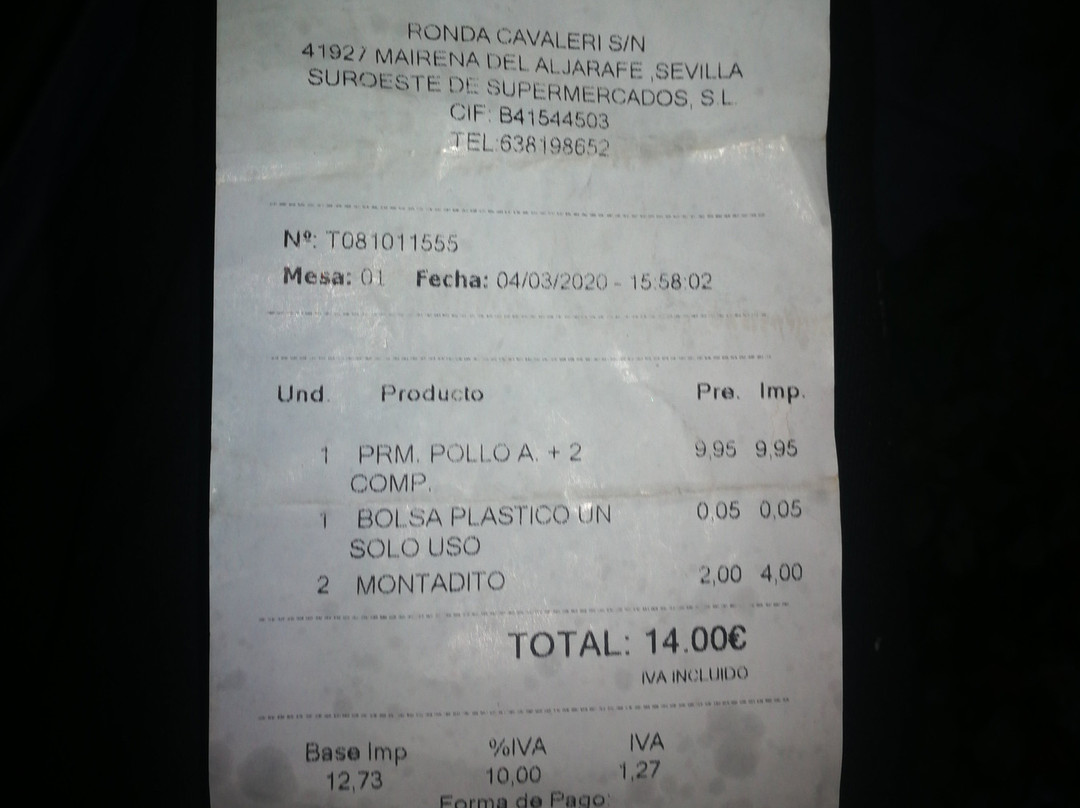 RONDA CAVALERI S/N
41927 MAIRENA DEL ALJARAFE ,SEVILLA
SUROESTE DE SUPERMERCADOS, S.L.
CIF: B41544503
TEL:638198652
Nº: T081011555
Mesa: 01 Fecha: 04/03/2020 - 15:58:02
Und. Producto Pre. Imp.
1 PRM. POLLO A. + 2 9,95 9,95
COMP.
1 BOLSA PLASTICO UN 0,05 0,05
SOLO USO
2 MONTADITO 2,00 4,00
TOTAL: 14.00€
IVA INCLUIDO
Base Imp %IVA IVA
12,73 10,00 1,27
Forma de Pago: